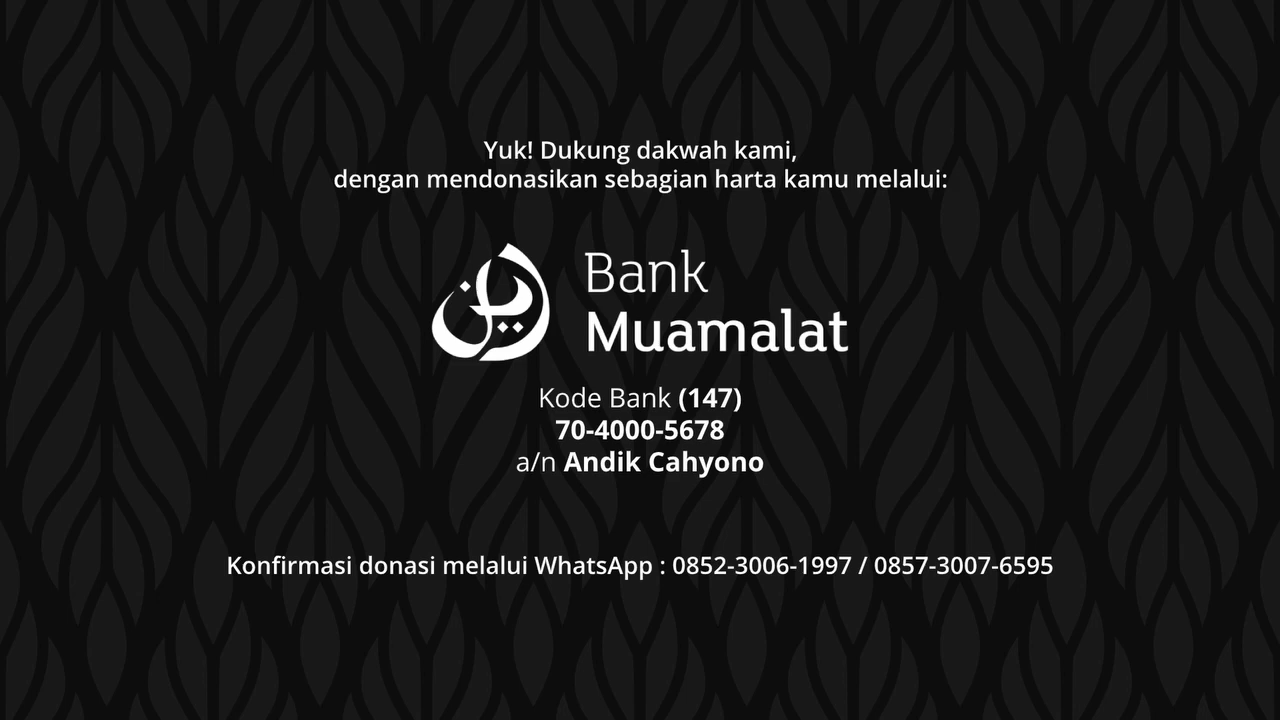 Yuk! Dukung dakwah kami,
dengan mendonasikan sebagian harta kamu melalui:
Bank
Muamalat
Kode Bank (147)
70-4000-5678
a/n Andik Cahyono
Konfirmasi donasi melalui WhatsApp : 0852-3006-1997 / 0857-3007-6595